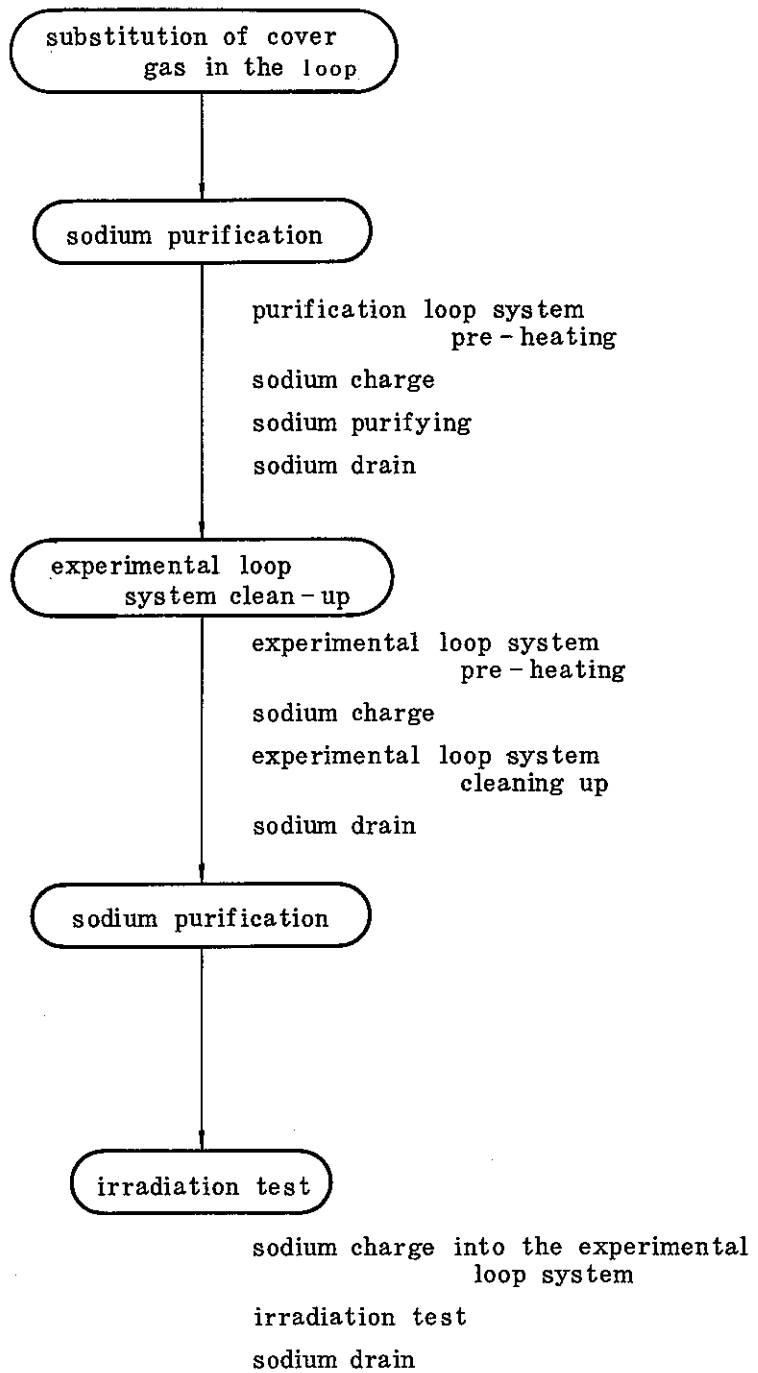 substitution of cover
gas in the loop
sodium purification
purification loop system
pre-heating
sodium charge
sodium purifying
sodium drain
experimental loop
system clean-up
experimental loop system
pre-heating
sodium charge
experimental loop system
cleaning up
sodium drain
sodium purification
irradiation test
sodium charge into the experimental
loop system
irradiation test
sodium drain